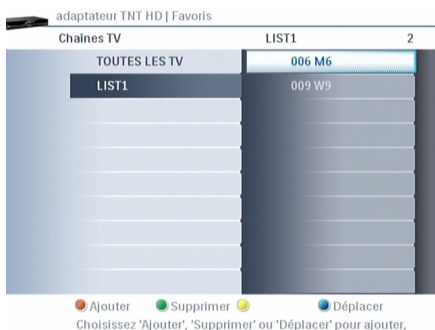 adaptateur TNT HD | Favoris
Chaînes TV LIST1 2
TOUTES LES TV 006 M6
LIST1 009 W9
Ajouter Supprimer Déplacer
Choisissez 'Ajouter', 'Supprimer' ou 'Déplacer' pour ajouter,